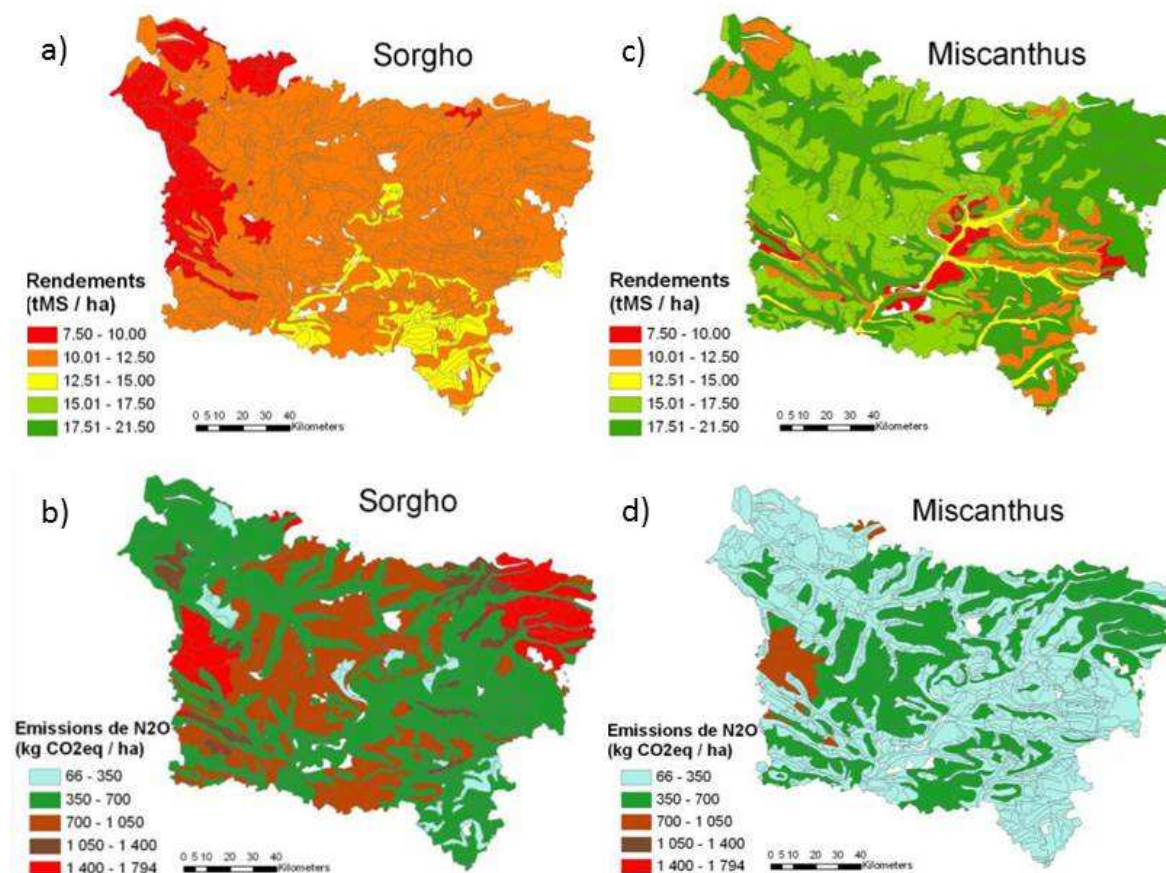 a)
Sorgho
Rendements
(tMS / ha)
7.50 - 10.00
10.01 - 12.50
12.51 - 15.00
15.01 - 17.50
17.51 - 21.50
0 5 10 20 30 40
Kilometers
c)
Miscanthus
Rendements
(tMS / ha)
7.50 - 10.00
10.01 - 12.50
12.51 - 15.00
15.01 - 17.50
17.51 - 21.50
0 5 10 20 30 40
Kilometers
b)
Sorgho
Emissions de N2O
(kg CO2eq / ha)
66 - 350
350 - 700
700 - 1 050
1 050 - 1 400
1 400 - 1 794
0 5 10 20 30 40
Kilometers
d)
Miscanthus
Emissions de N2O
(kg CO2eq / ha)
66 - 350
350 - 700
700 - 1 050
1 050 - 1 400
1 400 - 1 794
0 5 10 20 30 40
Kilometers